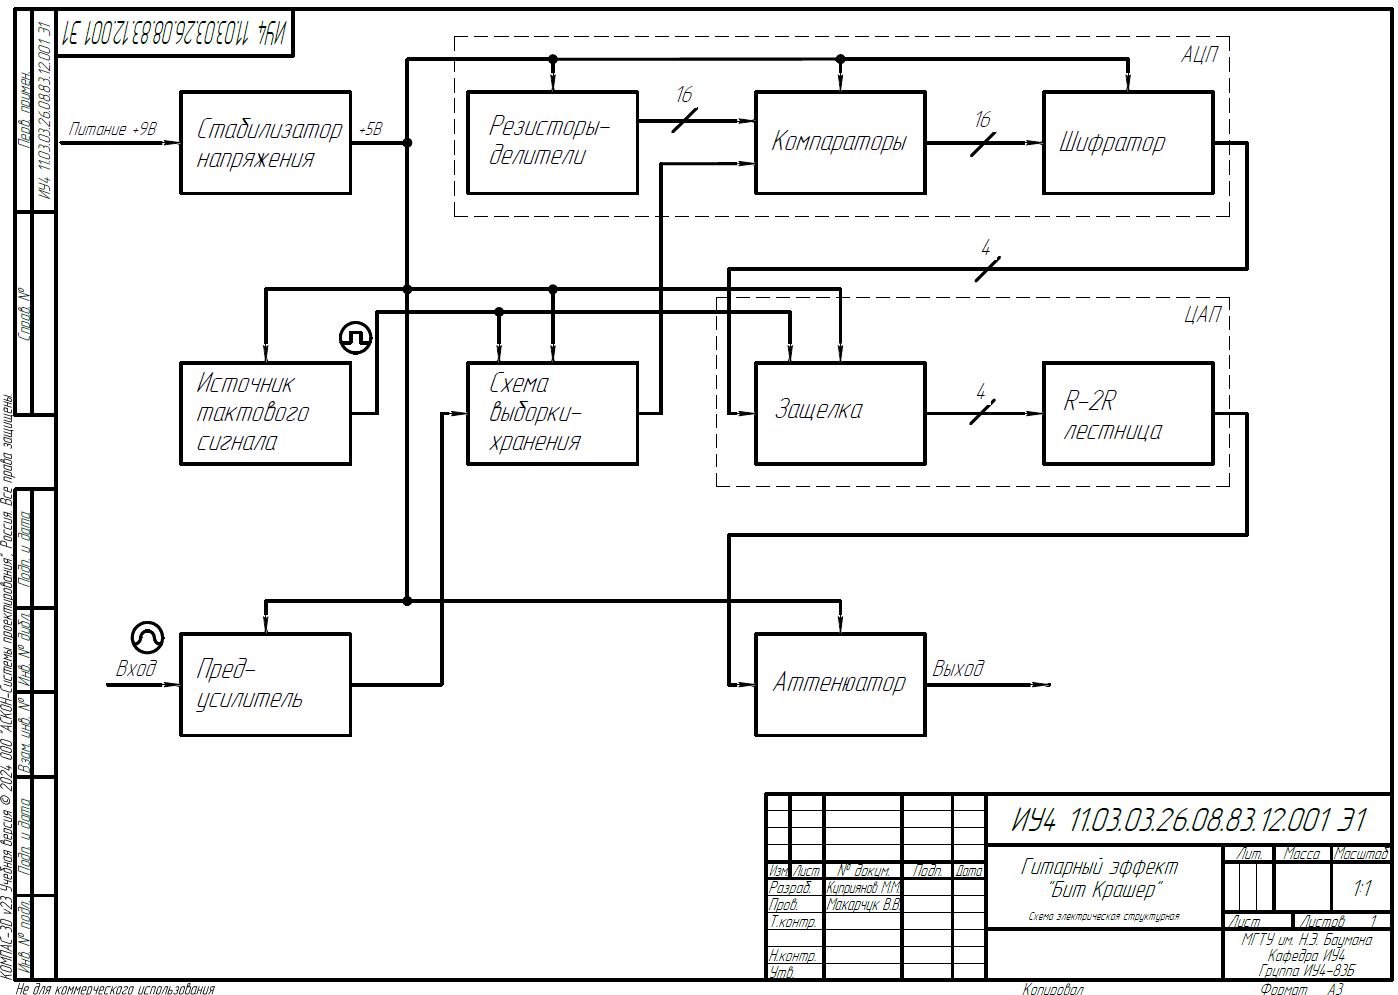 ИУ4 11.03.03.26.08.83.12.001 Э1
Перв. примен.
ИУ4 11.03.03.26.08.83.12.001 Э1
Справ. №
Подп. и дата
Инв. № дубл.
Взам. инв. №
Подп. и дата
Инв. № подл.
КОМПАС-3D v23 Учебная версия © 2024 ООО "АСКОН-Системы проектирования", Россия. Все права защищены.
АЦП
Питание +9В
Стабилизатор
напряжения
+5В
Резисторы-
делители
16
Компараторы
16
Шифратор
4
ЦАП
Источник
тактового
сигнала
Схема
выборки-
хранения
Защелка
4
R-2R
лестница
Вход
Пред-
усилитель
Аттенюатор
Выход
ИУ4 11.03.03.26.08.83.12.001 Э1
Изм. Лист № докум. Подп. Дата
Разраб. Куприянов М.М.
Пров. Макарчук В.В.
Т.контр.
Н.контр.
Утв.
Гитарный эффект
"Бит Крашер"
Схема электрическая структурная
Лит. Масса Масштаб
1:1
Лист Листов 1
МГТУ им. Н.Э. Баумана
Кафедра ИУ4
Группа ИУ4-83Б
Не для коммерческого использования
Копировал
Формат А3